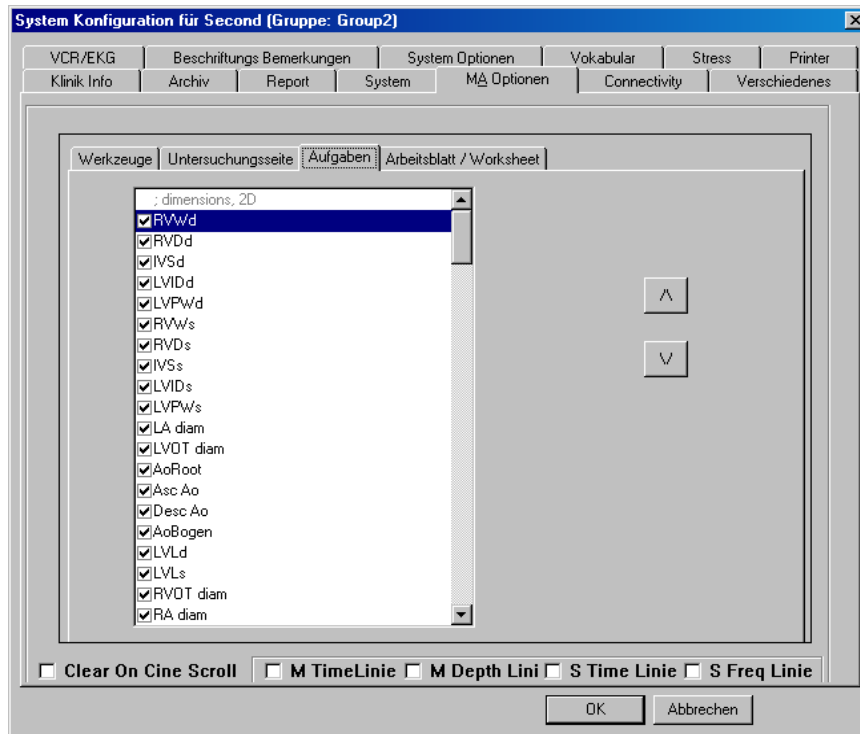 System Konfiguration für Second (Gruppe: Group2)
VCR/EKG Beschriftungs Bemerkungen System Optionen Vokabular Stress Printer
Klinik Info Archiv Report System MA Optionen Connectivity Verschiedenes
Werkzeuge Untersuchungsseite Aufgaben Arbeitsblatt / Worksheet
; dimensions, 2D
RVWd
RVDd
IVSd
LVIDd
LVPWd
RVWs
RVDs
IVSs
LVIDs
LVPWs
LA diam
LVOT diam
AoRoot
Asc Ao
Desc Ao
AoBogen
LVLd
LVLs
RVOT diam
RA diam
/\
\/
Clear On Cine Scroll M TimeLinie M Depth Lini S Time Linie S Freq Linie
OK Abbrechen